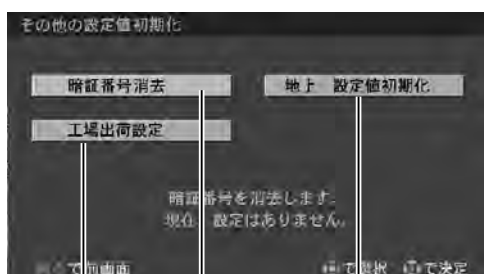 その他の設定値初期化
暗証番号消去
地上 設定値初期化
工場出荷設定
暗証番号を消去します。
現在、設定はありません。
で前画面 で選択 で決定